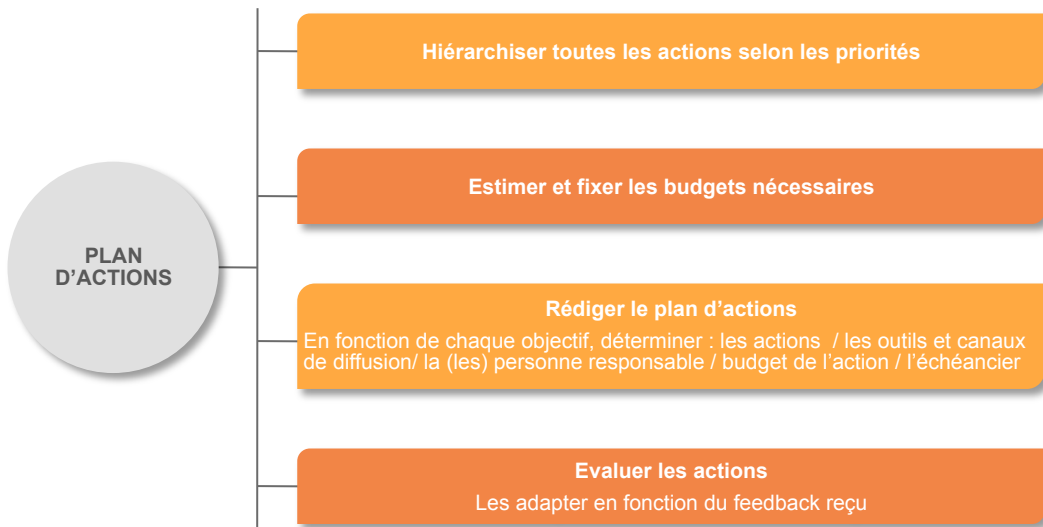 Hiérarchiser toutes les actions selon les priorités
Estimer et fixer les budgets nécessaires
PLAN
D’ACTIONS
Rédiger le plan d’actions
En fonction de chaque objectif, déterminer : les actions / les outils et canaux
de diffusion/ la (les) personne responsable / budget de l’action / l’échéancier
Evaluer les actions
Les adapter en fonction du feedback reçu